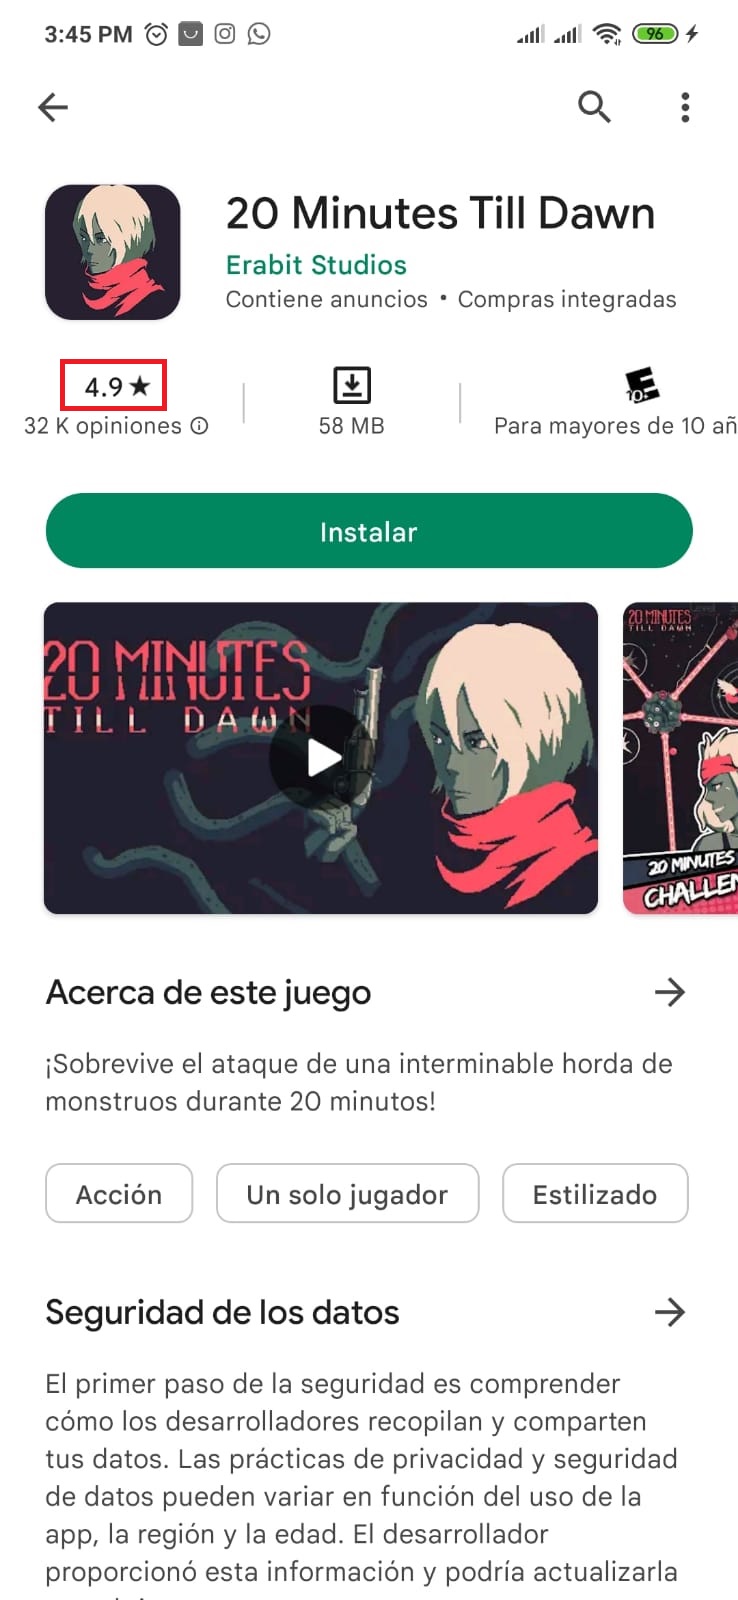 3:45 PM
96
20 Minutes Till Dawn
Erabit Studios
Contiene anuncios • Compras integradas
4.9★
32 K opiniones
58 MB
E
10+
Para mayores de 10 añ
Instalar
20 MINUTES
TILL DAWN
20 MINUTES
TILL DAWN
20 MINUTES
CHALLEN
Acerca de este juego
¡Sobrevive el ataque de una interminable horda de
monstruos durante 20 minutos!
Acción
Un solo jugador
Estilizado
Seguridad de los datos
El primer paso de la seguridad es comprender
cómo los desarrolladores recopilan y comparten
tus datos. Las prácticas de privacidad y seguridad
de datos pueden variar en función del uso de la
app, la región y la edad. El desarrollador
proporcionó esta información y podría actualizarla